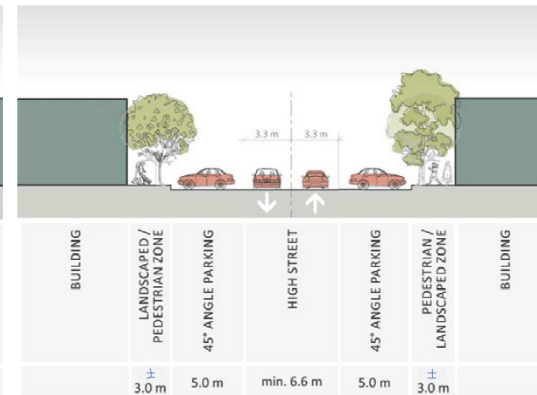 3.3 m 3.3 m
BUILDING
LANDSCAPED /
PEDESTRIAN ZONE
45° ANGLE PARKING
HIGH STREET
45° ANGLE PARKING
PEDESTRIAN /
LANDSCAPED ZONE
BUILDING
± 3.0 m
5.0 m
min. 6.6 m
5.0 m
± 3.0 m